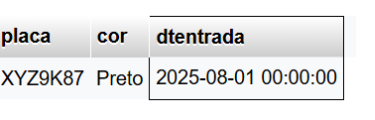 placa cor dtentrada
XYZ9K87 Preto 2025-08-01 00:00:00